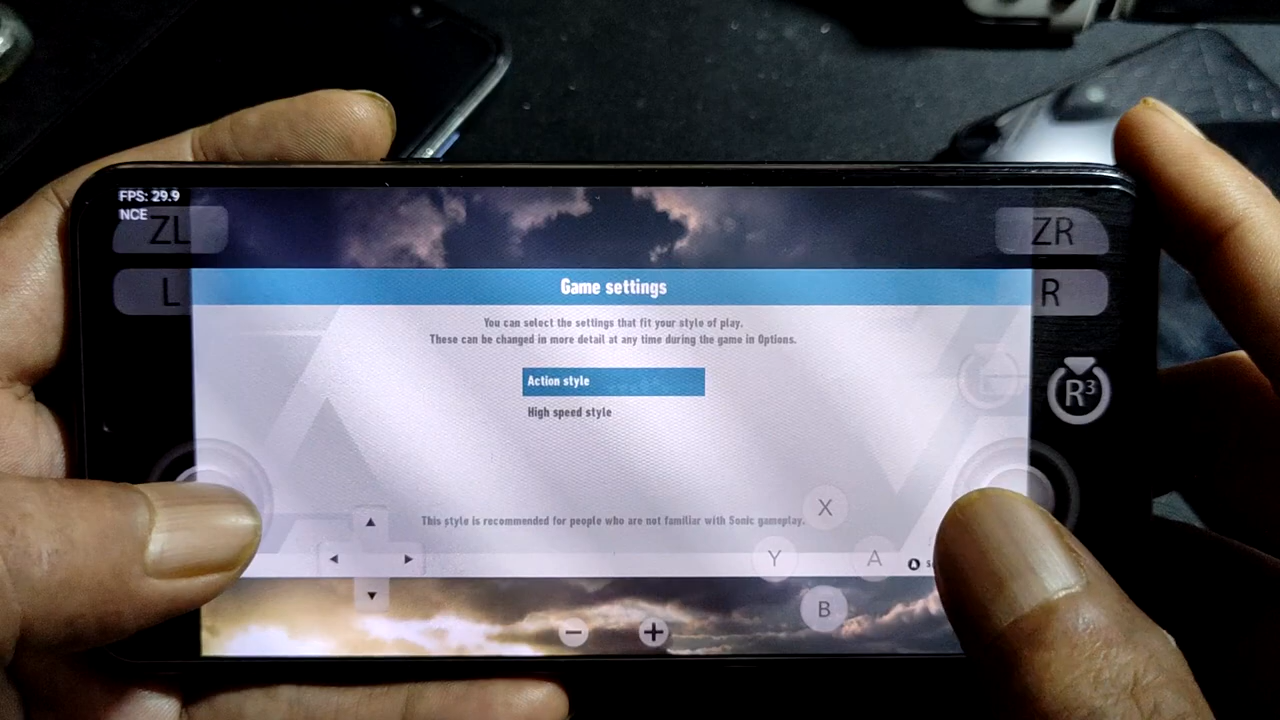 FPS: 29.9
NCE
ZL
ZR
L
R
Game settings
You can select the settings that fit your style of play.
These can be changed in more detail at any time during the game in Options.
Action style
R3
High speed style
X
This style is recommended for people who are not familiar with Sonic gameplay.
Y
A
B